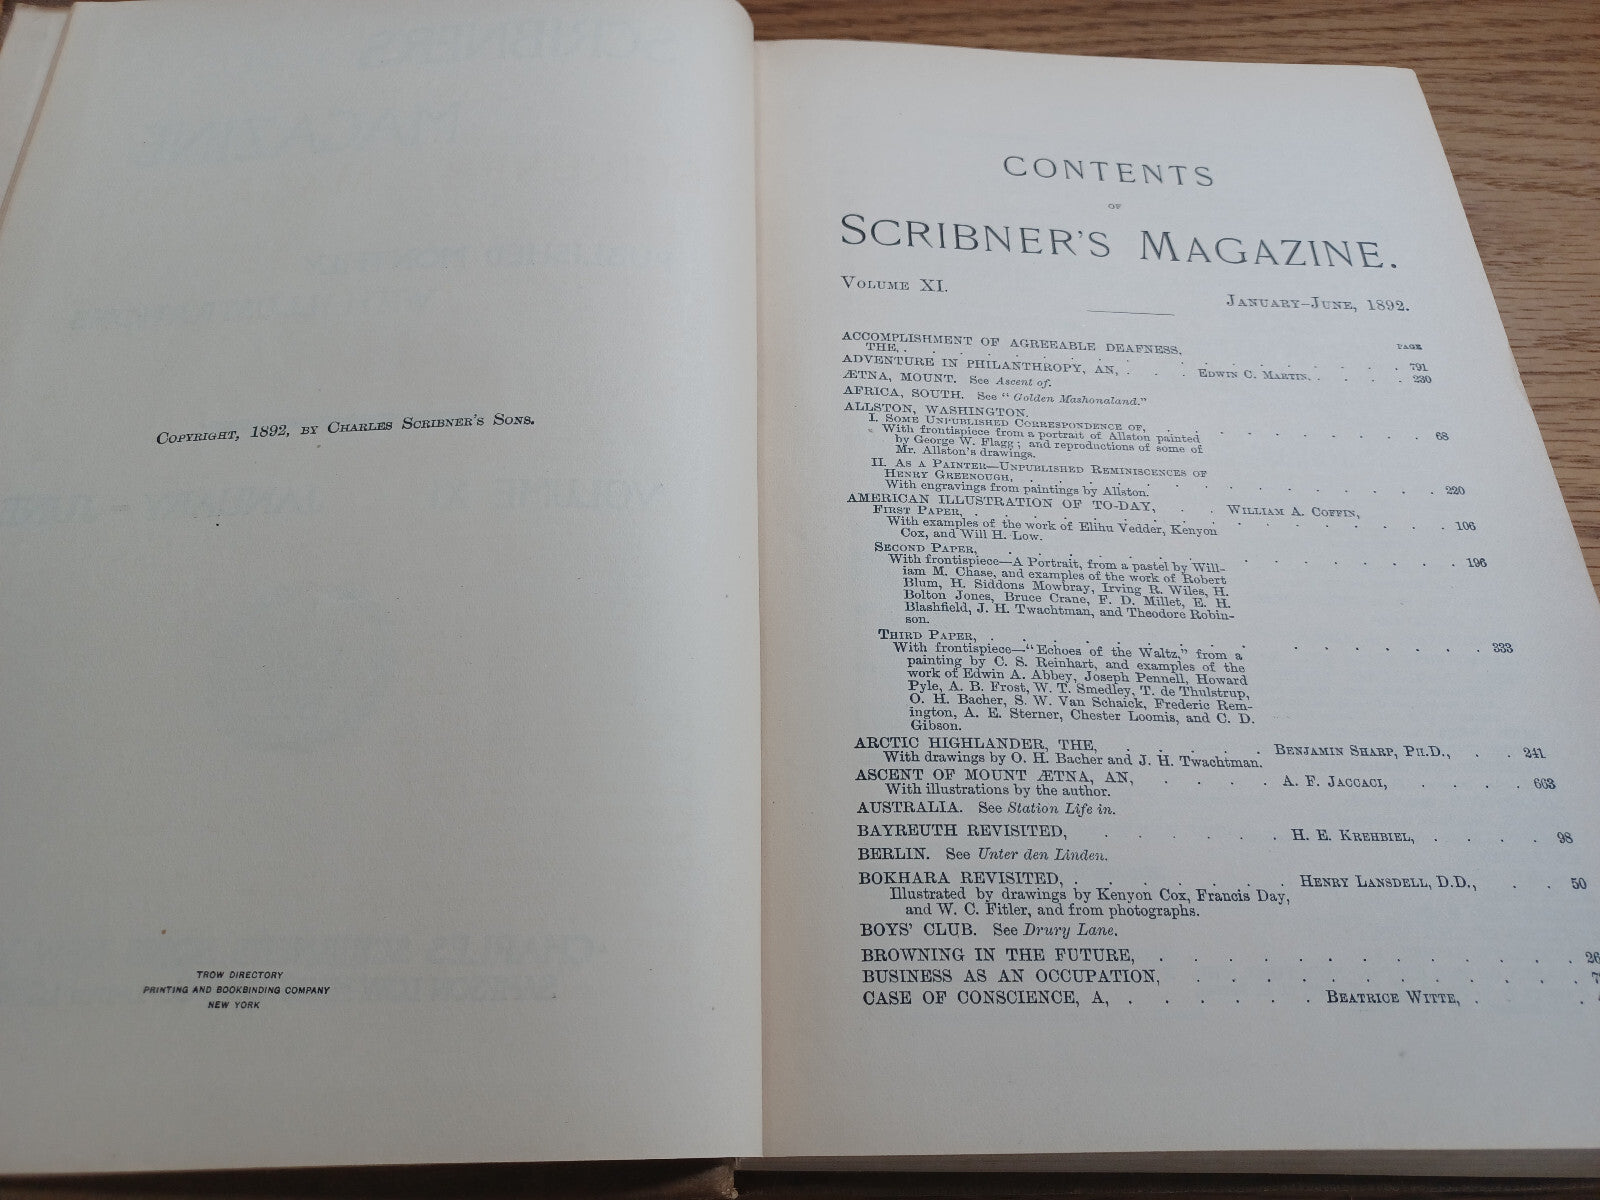 COPYRIGHT, 1892, BY CHARLES SCRIBNER'S SONS.
TROW DIRECTORY
PRINTING AND BOOKBINDING COMPANY
NEW YORK
CONTENTS
OF
SCRIBNER'S MAGAZINE.
VOLUME XI.
JANUARY–JUNE, 1892.
PAGE
ACCOMPLISHMENT OF AGREEABLE DEAFNESS,
THE, . . . . . . . . . . . . 791
ADVENTURE IN PHILANTHROPY, AN, . . . EDWIN C. MARTIN. . . . . 230
ÆTNA, MOUNT. See Ascent of.
AFRICA, SOUTH. See "Golden Mashonaland."
ALLSTON, WASHINGTON.
I. SOME UNPUBLISHED CORRESPONDENCE OF, . . . . . . . . 68
With frontispiece from a portrait of Allston painted
by George W. Flagg; and reproductions of some of
Mr. Allston's drawings.
II. AS A PAINTER—UNPUBLISHED REMINISCENCES OF
HENRY GREENOUGH, . . . . . . . . . . 220
With engravings from paintings by Allston.
AMERICAN ILLUSTRATION OF TO-DAY, . . WILLIAM A. COFFIN,
FIRST PAPER, . . . . . . . . . . 106
With examples of the work of Elihu Vedder, Kenyon
Cox, and Will H. Low.
SECOND PAPER, . . . . . . . . . . 196
With frontispiece—A Portrait, from a pastel by Will-
iam M. Chase, and examples of the work of Robert
Blum, H. Siddons Mowbray, Irving R. Wiles, H.
Bolton Jones, Bruce Crane, F. D. Millet, E. H.
Blashfield, J. H. Twachtman, and Theodore Robin-
son.
THIRD PAPER, . . . . . . . . . . 333
With frontispiece—"Echoes of the Waltz," from a
painting by C. S. Reinhart, and examples of the
work of Edwin A. Abbey, Joseph Pennell, Howard
Pyle, A. B. Frost, W. T. Smedley, T. de Thulstrup,
O. H. Bacher, S. W. Van Schaick, Frederic Rem-
ington, A. E. Sterner, Chester Loomis, and C. D.
Gibson.
ARCTIC HIGHLANDER, THE, . . . . . BENJAMIN SHARP, PH.D., . . 241
With drawings by O. H. Bacher and J. H. Twachtman.
ASCENT OF MOUNT ÆTNA, AN, . . . . A. F. JACCACI, . . . . 663
With illustrations by the author.
AUSTRALIA. See Station Life in.
BAYREUTH REVISITED, . . . . . . H. E. KREHBIEL, . . . . 98
BERLIN. See Unter den Linden.
BOKHARA REVISITED, . . . . . . . HENRY LANSDELL, D.D., . . 50
Illustrated by drawings by Kenyon Cox, Francis Day,
and W. C. Fitler, and from photographs.
BOYS' CLUB. See Drury Lane.
BROWNING IN THE FUTURE, . . . . . . . . . . . 26
BUSINESS AS AN OCCUPATION, . . . . . . . . . . 7
CASE OF CONSCIENCE, A, . . . . . BEATRICE WITTE, . .